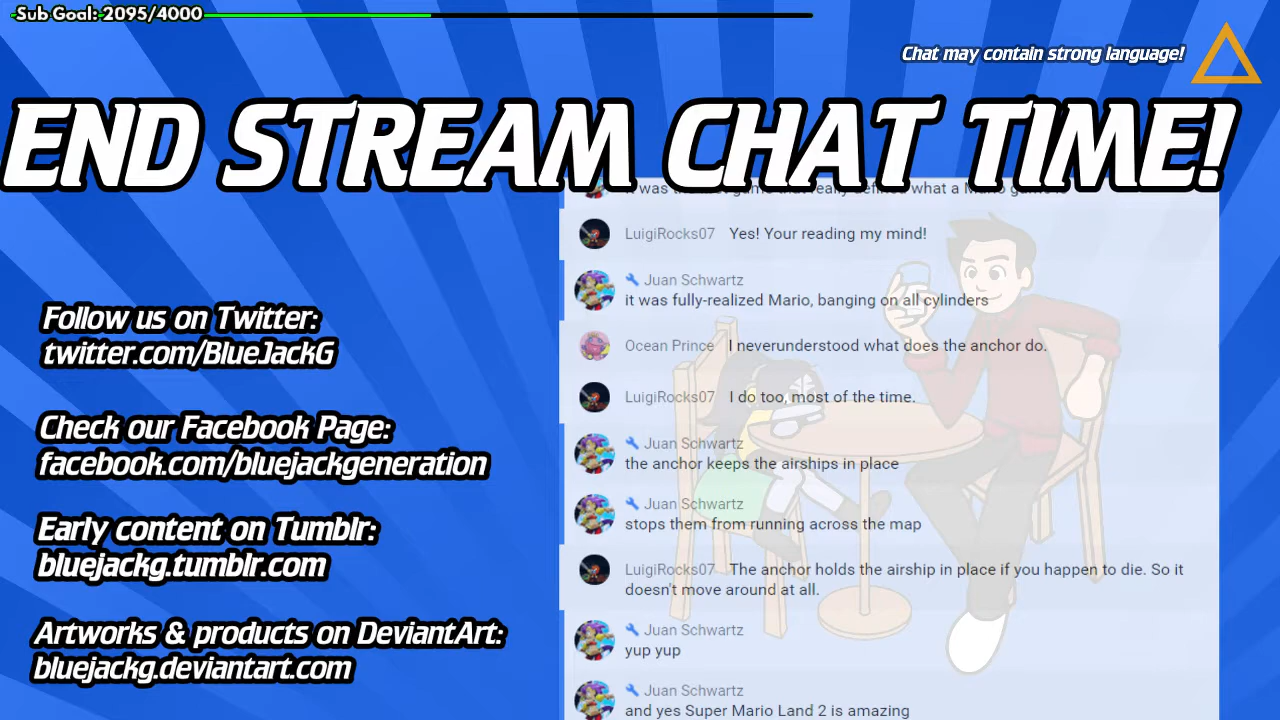 Sub Goal: 2095/4000
Chat may contain strong language!
END STREAM CHAT TIME!
LuigiRocks07 Yes! Your reading my mind!
Juan Schwartz
it was fully-realized Mario, banging on all cylinders
Ocean Prince I neverunderstood what does the anchor do.
LuigiRocks07 I do too, most of the time.
Juan Schwartz
the anchor keeps the airships in place
Juan Schwartz
stops them from running across the map
LuigiRocks07 The anchor holds the airship in place if you happen to die. So it
doesn't move around at all.
Juan Schwartz
yup yup
Juan Schwartz
and yes Super Mario Land 2 is amazing
Follow us on Twitter:
twitter.com/BlueJackG
Check our Facebook Page:
facebook.com/bluejackgeneration
Early content on Tumblr:
bluejackg.tumblr.com
Artworks & products on DeviantArt:
bluejackg.deviantart.com